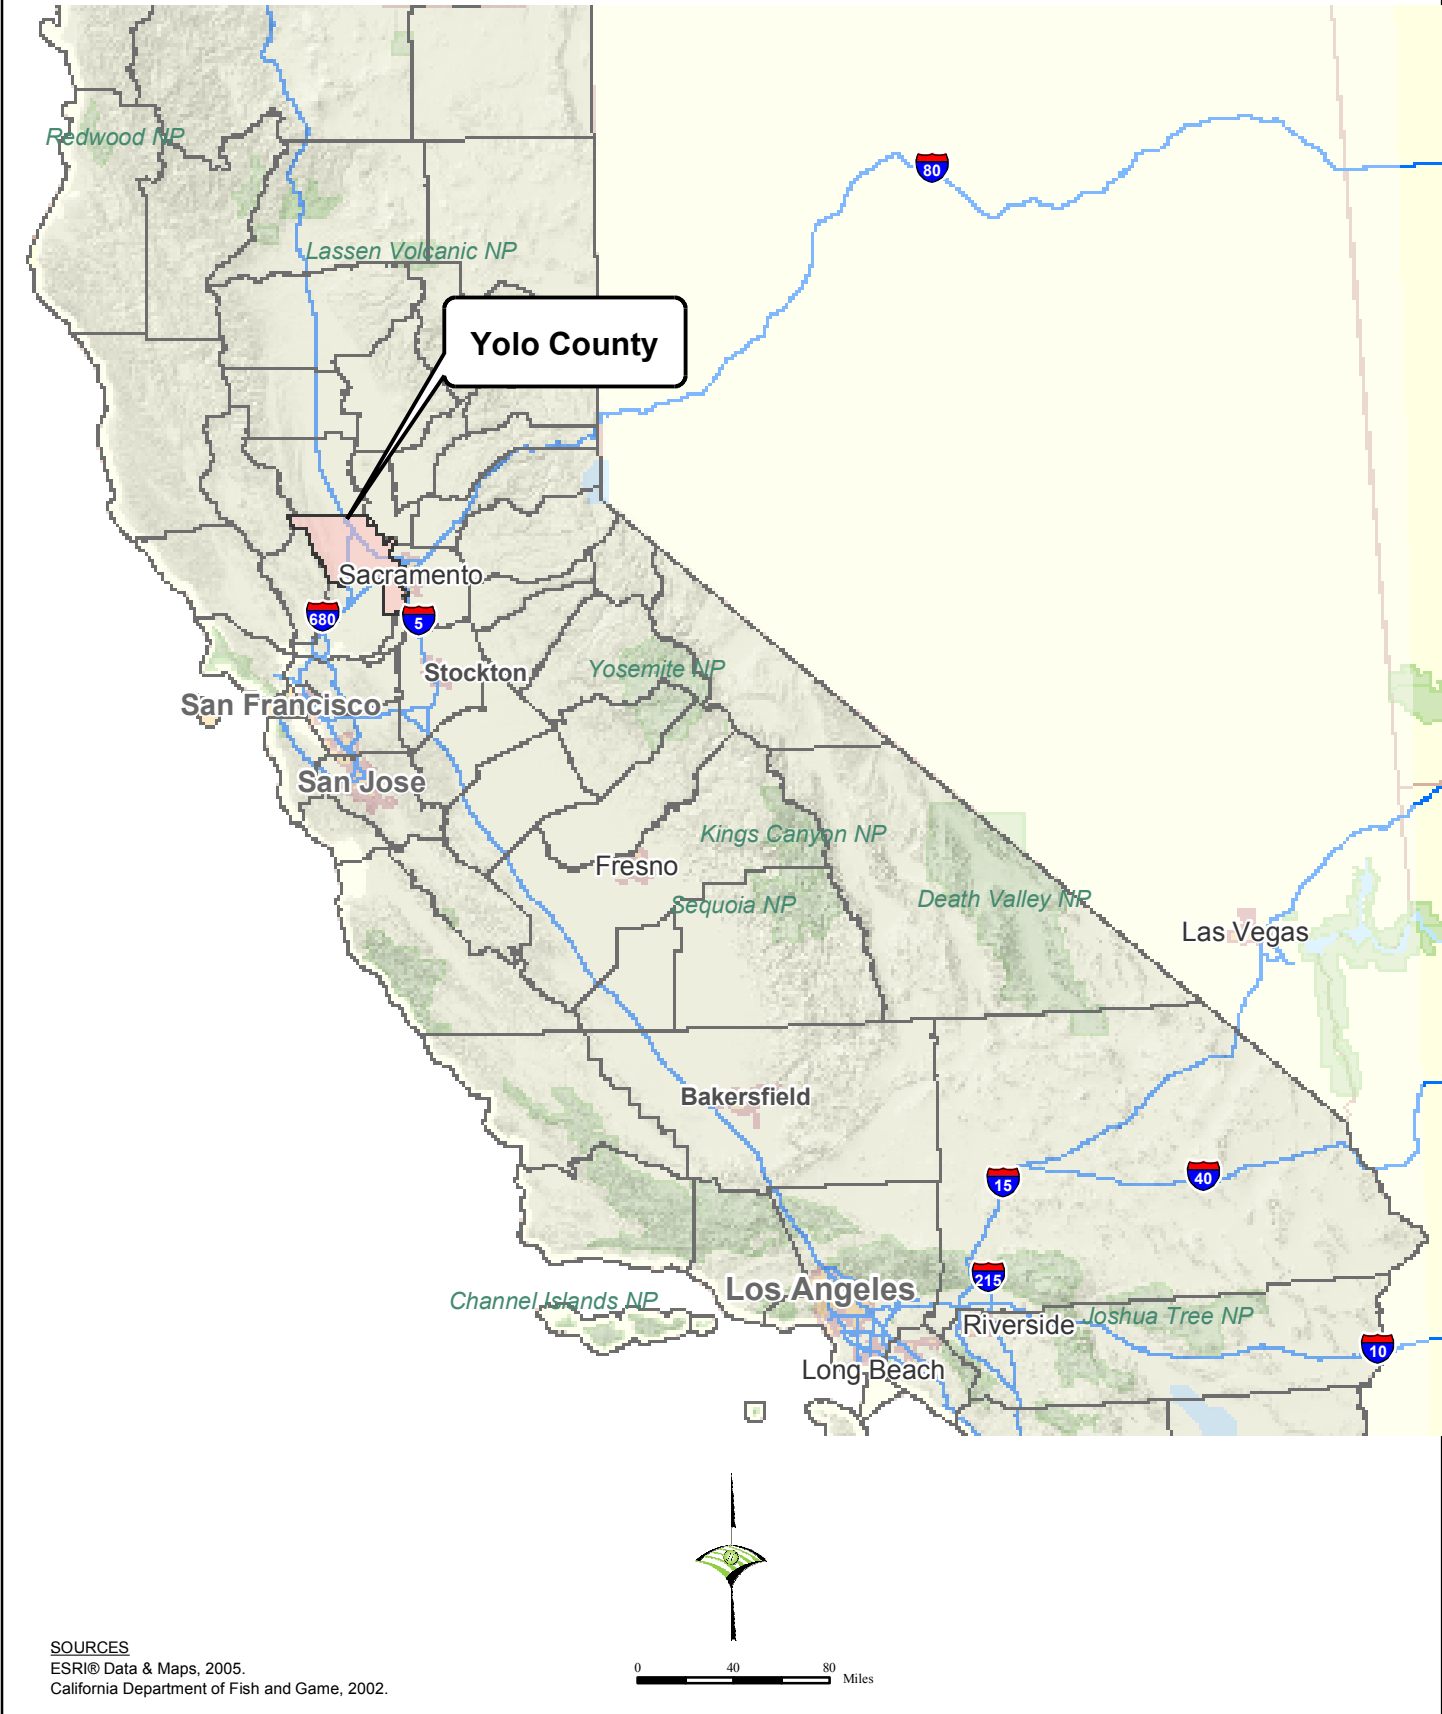 Redwood NP
80
Lassen Volcanic NP
Yolo County
Sacramento
680
5
Stockton
Yosemite NP
San Francisco
San Jose
Kings Canyon NP
Fresno
Sequoia NP
Death Valley NP
Las Vegas
Bakersfield
15
40
215
Los Angeles
Channel Islands NP
Riverside
Joshua Tree NP
10
Long Beach
SOURCES
ESRI® Data & Maps, 2005.
California Department of Fish and Game, 2002.
0 40 80 Miles